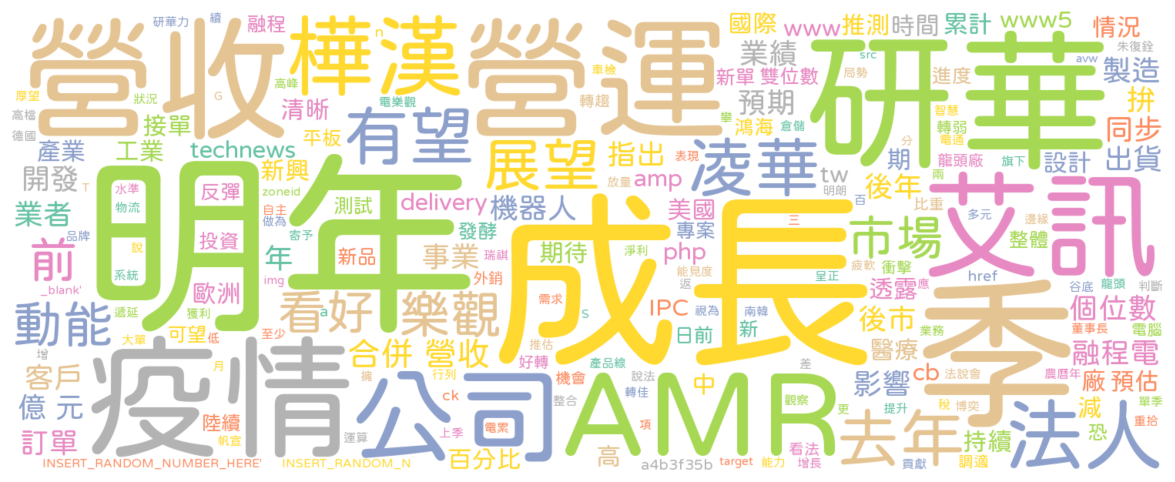 營收
樺漢
營運
研華
明年
成長
艾訊
季
疫情
公司
AMR
法人
去年
有望
展望
凌華
市場
看好
樂觀
動能
前
研華力
續
融程
高峰
n
車檢
國際
www
推測
時間
累計
www5
情況
朱復銓
業績
新單
雙位數
src
局勢
進度
avw
製造
厚望
狀況
G
清晰
電樂觀
轉趨
預期
鴻海
倉儲
智慧
拚
高檔
德國
接單
平板
攀
轉弱
電通
分
同步
產業
工業
technews
指出
表現
期
龍頭廠
旗下
設計
出貨
開發
T
水準
反彈
新興
zoneid
測試
delivery
放量
amp
tw
明朗
後年
兩
比重
業者
物流
自主
做為
寄予
機器人
美國
專案
百
三
多元
邊緣
品牌
說
投資
發酵
期待
淨利
php
整體
年
新品
事業
瑞祺
能見度
返
呈正
疲軟
衝擊
_blank'
系統
歐洲
img
外銷
href
谷底
龍頭
判斷
透露
應
遞延
獲利
a
需求
s
IPC
視為
南韓
個位數
大單
可望
低
至少
推估
日前
新
後市
業務
董事長
電腦
增
月
合併
營收
好轉
產品線
醫療
融程電
客戶
擁
行列
機會
說法
中
差
影響
cb
法說會
農曆年
廠
預估
億
元
陸續
ck
整合
轉佳
觀察
更
提升
稅
博奕
減
單季
訂單
帆宣
運算
上季
電累
項
看法
持續
恐
重拾
INSERT_RANDOM_NUMBER_HERE'
INSERT_RANDOM_N
百分比
高
a4b3f35b
target
能力
增長
貢獻
調適